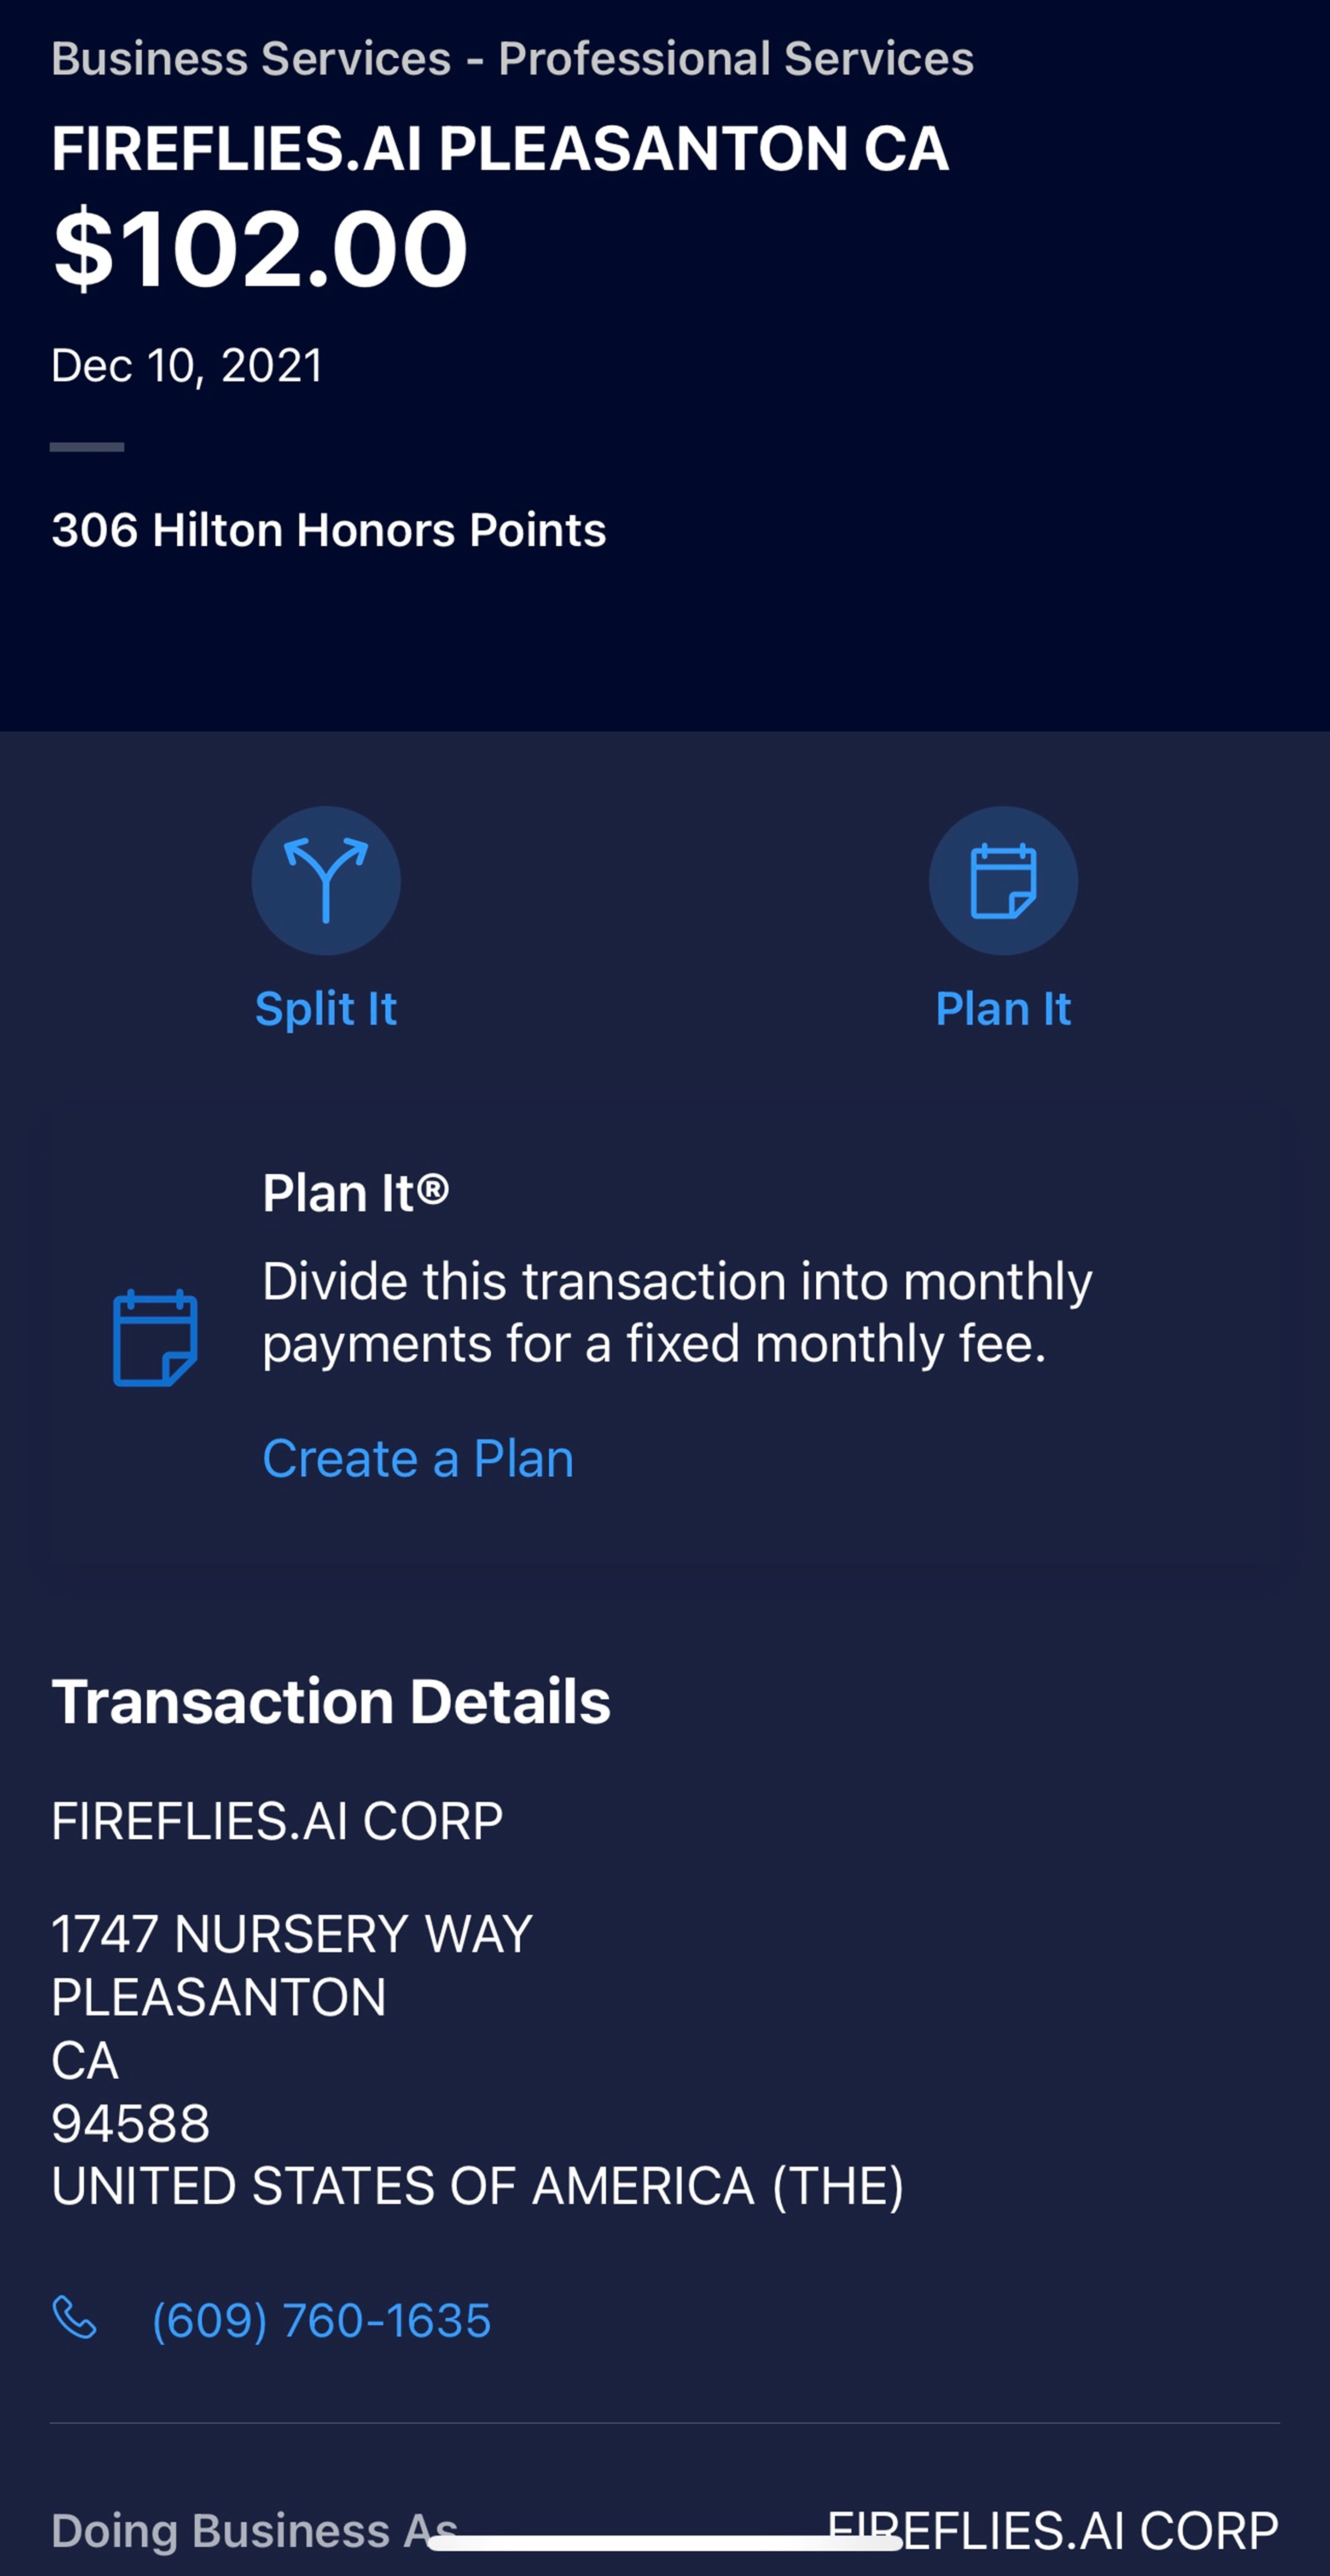 Business Services - Professional Services
FIREFLIES.AI PLEASANTON CA
$102.00
Dec 10, 2021
306 Hilton Honors Points
Split It
Plan It
Plan It®
Divide this transaction into monthly
payments for a fixed monthly fee.
Create a Plan
Transaction Details
FIREFLIES.AI CORP
1747 NURSERY WAY
PLEASANTON
CA
94588
UNITED STATES OF AMERICA (THE)
(609) 760-1635
Doing Business As FIREFLIES.AI CORP